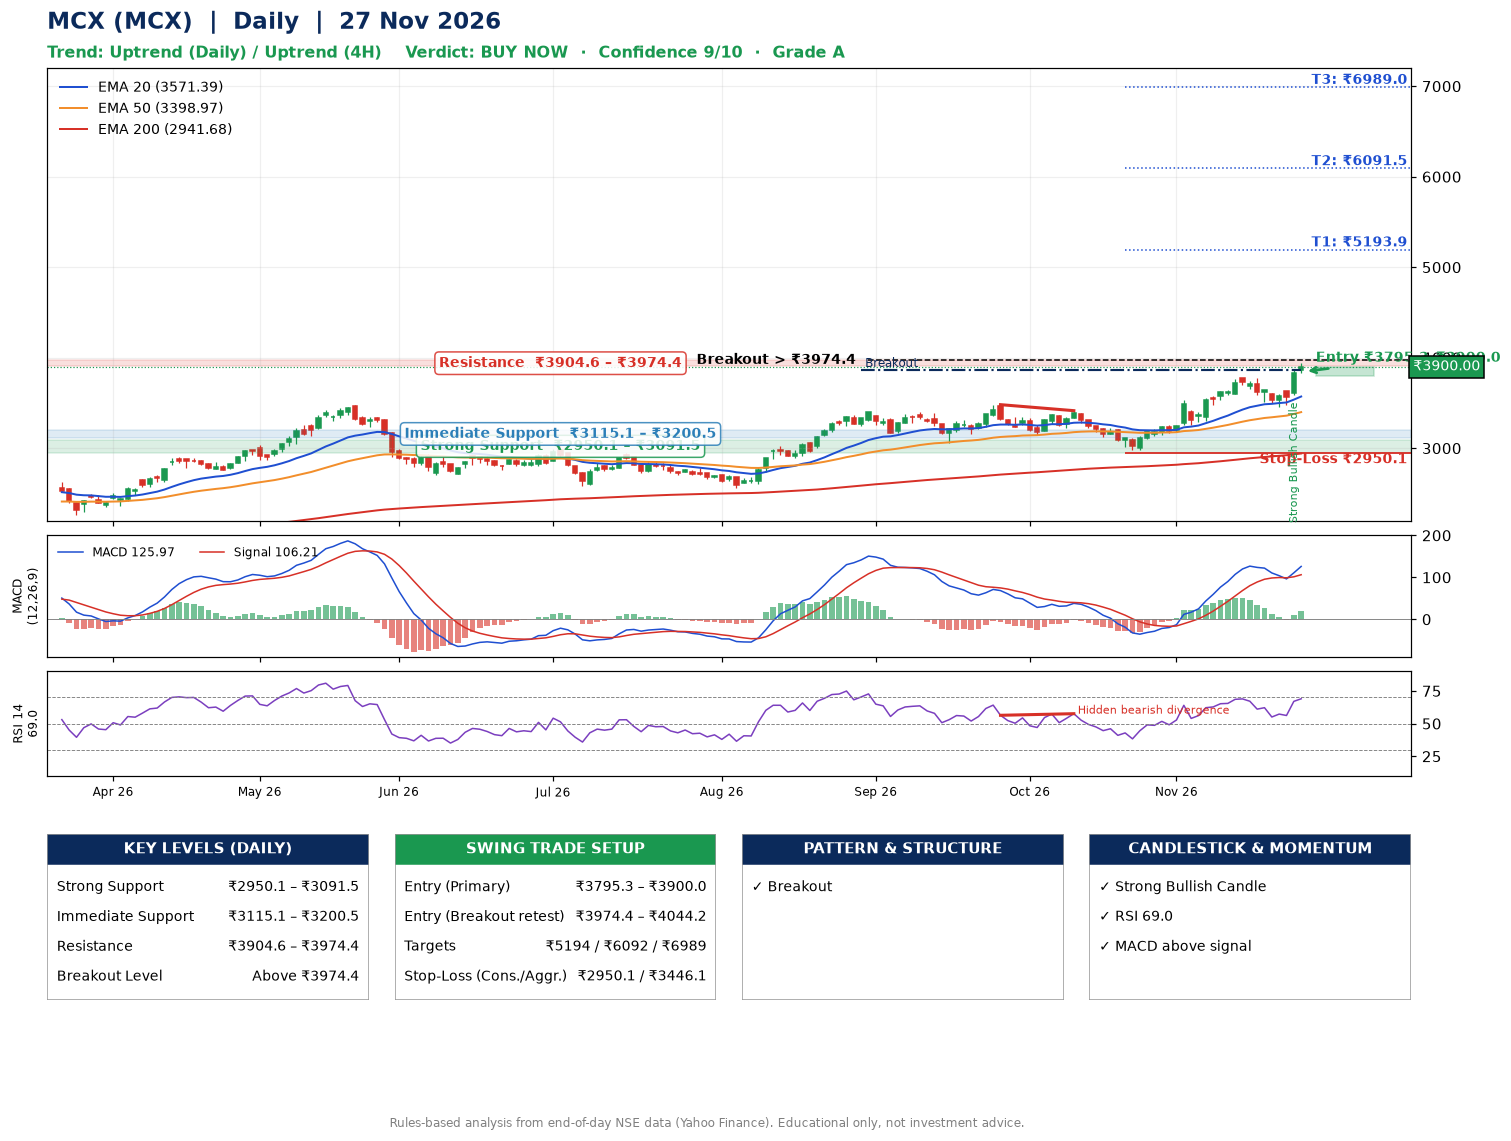 MCX (MCX)  |  Daily  |  27 Nov 2026
Trend: Uptrend (Daily) / Uptrend (4H)    Verdict: BUY NOW  ·  Confidence 9/10  ·  Grade A
EMA 20 (3571.39)
EMA 50 (3398.97)
EMA 200 (2941.68)
T3: ₹6989.0
7000
T2: ₹6091.5
6000
T1: ₹5193.9
5000
Resistance  ₹3904.6 – ₹3974.4
Breakout > ₹3974.4
Breakout
Entry ₹3795.3
₹3900.00
Immediate Support  ₹3115.1 – ₹3200.5
Strong Support  ₹2950.1 – ₹3091.5
3000
Stop-Loss ₹2950.1
Strong Bullish Candle
MACD 125.97
Signal 106.21
MACD
(12,26,9)
200
100
0
RSI 14
69.0
Hidden bearish divergence
75
50
25
Apr 26
May 26
Jun 26
Jul 26
Aug 26
Sep 26
Oct 26
Nov 26
KEY LEVELS (DAILY)
Strong Support ₹2950.1 – ₹3091.5
Immediate Support ₹3115.1 – ₹3200.5
Resistance ₹3904.6 – ₹3974.4
Breakout Level Above ₹3974.4
SWING TRADE SETUP
Entry (Primary) ₹3795.3 – ₹3900.0
Entry (Breakout retest) ₹3974.4 – ₹4044.2
Targets ₹5194 / ₹6092 / ₹6989
Stop-Loss (Cons./Aggr.) ₹2950.1 / ₹3446.1
PATTERN & STRUCTURE
✓ Breakout
CANDLESTICK & MOMENTUM
✓ Strong Bullish Candle
✓ RSI 69.0
✓ MACD above signal
Rules-based analysis from end-of-day NSE data (Yahoo Finance). Educational only, not investment advice.